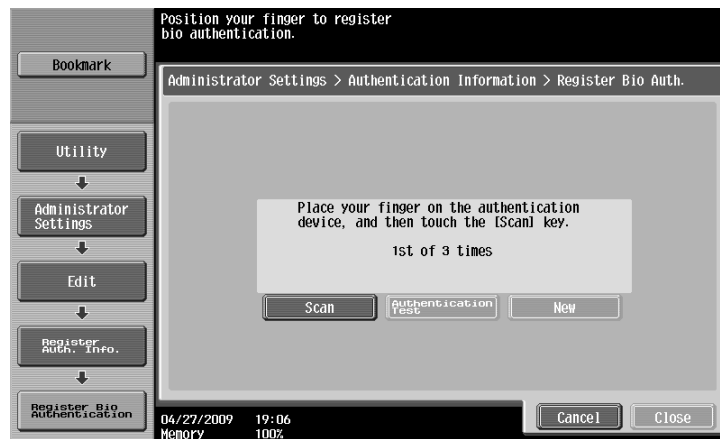 Position your finger to register
bio authentication.
Bookmark
Administrator Settings > Authentication Information > Register Bio Auth.
Utility
Administrator
Settings
Edit
Register
Auth. Info.
Register Bio
Authentication
Place your finger on the authentication
device, and then touch the [Scan] key.
1st of 3 times
Scan
Authentication
Test
New
Cancel
Close
04/27/2009 19:06
Memory 100%